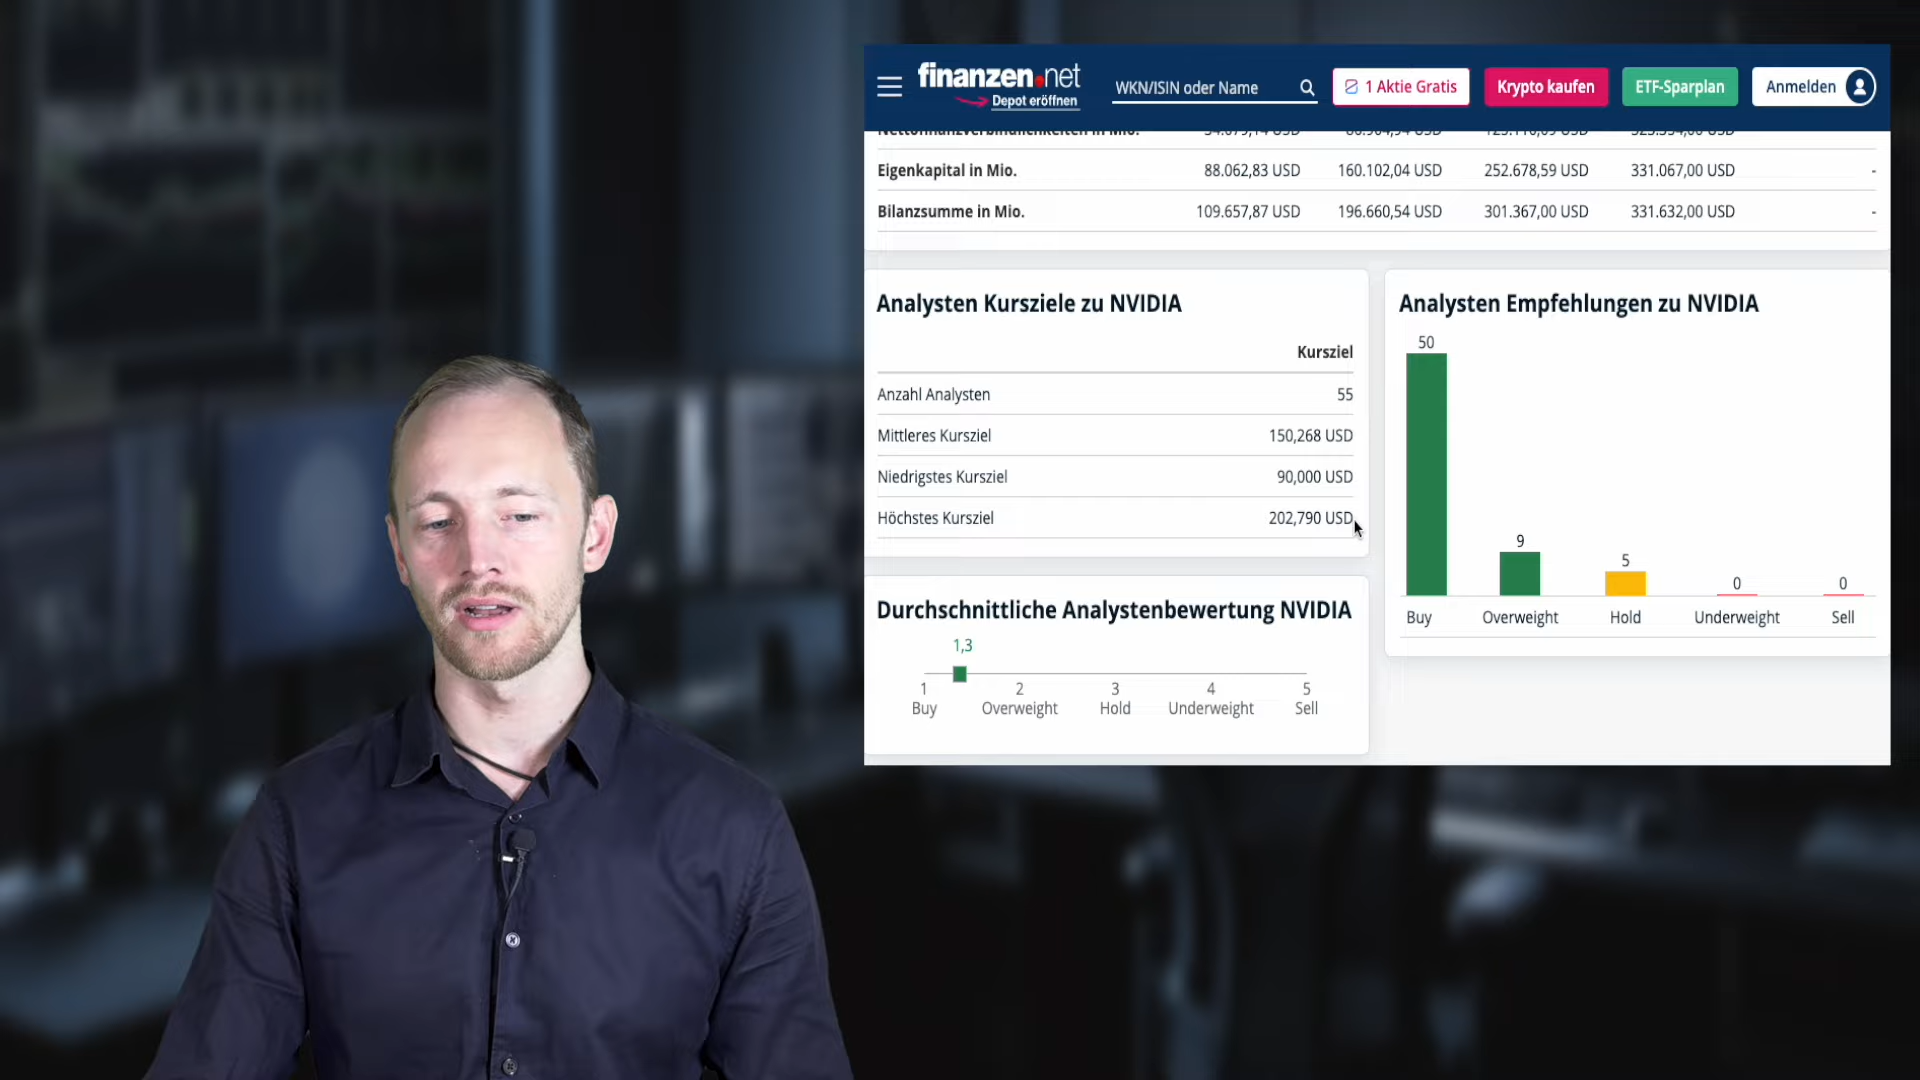 finanzen.net
Depot eröffnen
WKN/ISIN oder Name
1 Aktie Gratis
Krypto kaufen
ETF-Sparplan
Anmelden
Eigenkapital in Mio. 88.062,83 USD 160.102,04 USD 252.678,59 USD 331.067,00 USD -
Bilanzsumme in Mio. 109.657,87 USD 196.660,54 USD 301.367,00 USD 331.632,00 USD -
Analysten Kursziele zu NVIDIA
Kursziel
Anzahl Analysten 55
Mittleres Kursziel 150,268 USD
Niedrigstes Kursziel 90,000 USD
Höchstes Kursziel 202,790 USD
Durchschnittliche Analystenbewertung NVIDIA
1,3
1 2 3 4 5
Buy Overweight Hold Underweight Sell
Analysten Empfehlungen zu NVIDIA
50 9 5 0 0
Buy Overweight Hold Underweight Sell